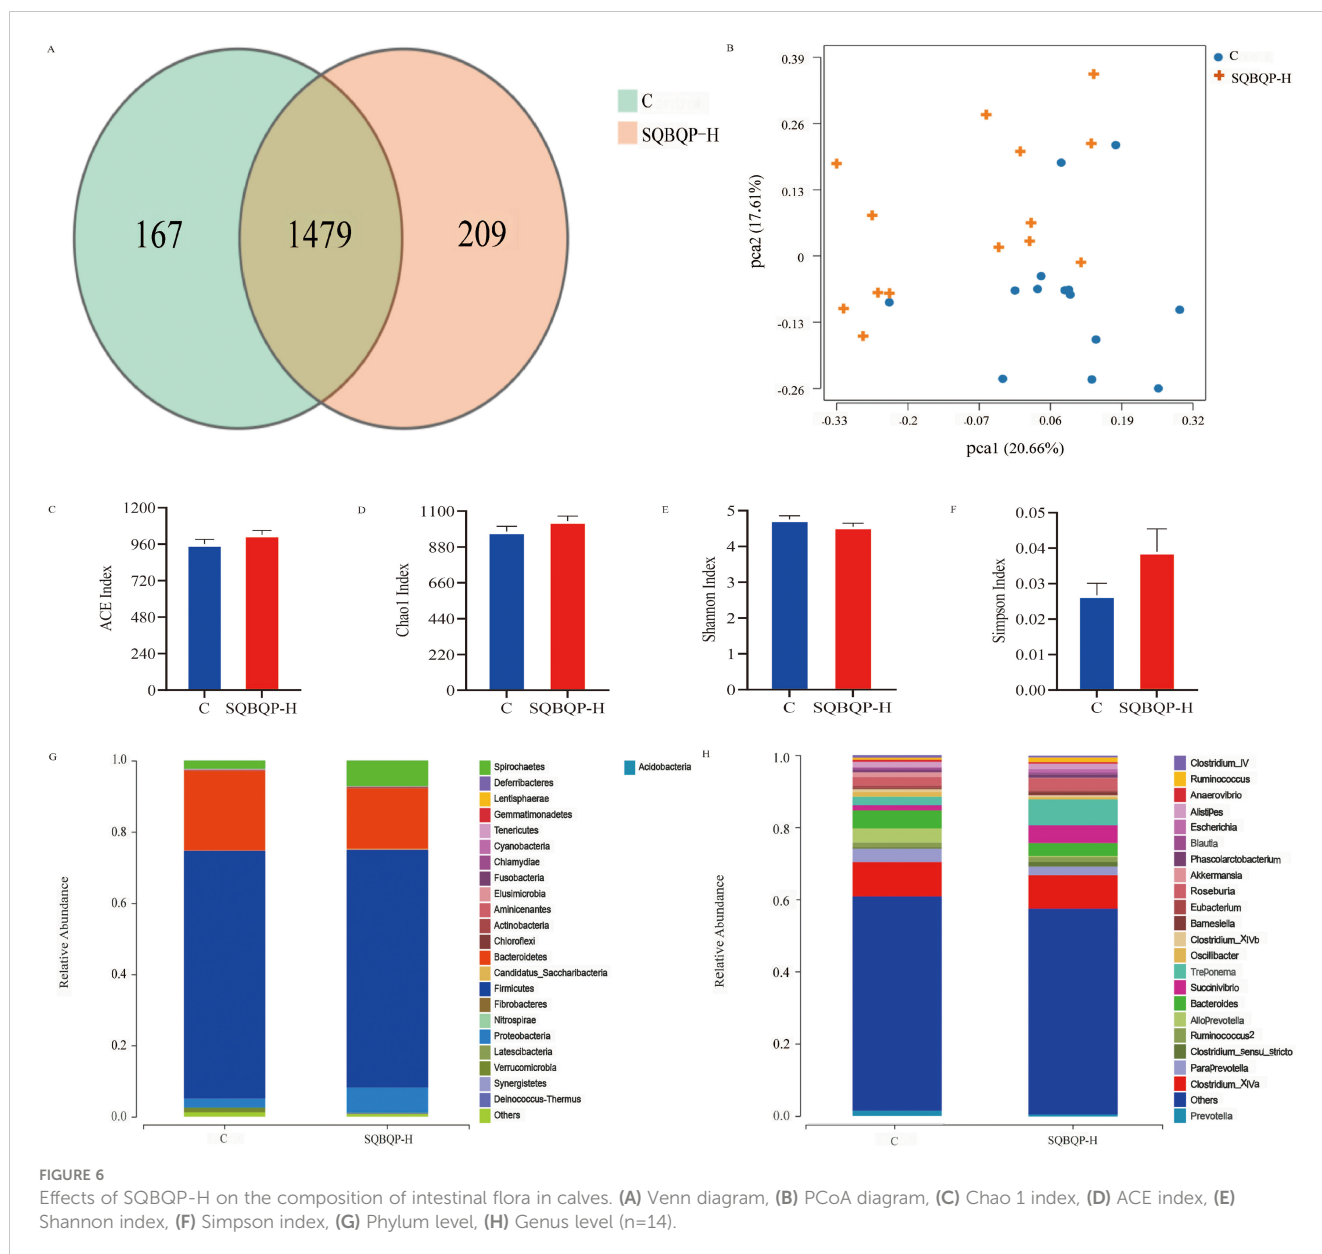 A
C
SQBQP-H
167
1479
209
B
C
SQBQP-H
0.39
0.26
0.13
0
-0.13
-0.26
pca2 (17.61%)
-0.33
-0.2
-0.07
0.06
0.19
0.32
pca1 (20.66%)
C
1200
960
720
480
240
0
ACE Index
C SQBQP-H
D
1100
880
660
440
220
0
Chao1 Index
C SQBQP-H
E
5
4
3
2
1
0
Shannon Index
C SQBQP-H
F
0.05
0.04
0.03
0.02
0.01
0.00
Simpson Index
C SQBQP-H
G
1.0
0.8
0.6
0.4
0.2
0.0
Relative Abundance
C SQBQP-H
Spirochaetes
Deferribacteres
Lentisphaerae
Gemmatimonadetes
Tenericutes
Cyanobacteria
Chlamydiae
Fusobacteria
Elusimicrobia
Aminicenantes
Actinobacteria
Chloroflexi
Bacteroidetes
Candidatus_Saccharibacteria
Firmicutes
Fibrobacteres
Nitrospirae
Proteobacteria
Latescibacteria
Verrucomicrobia
Synergistetes
Deinococcus-Thermus
Others
Acidobacteria
H
1.0
0.8
0.6
0.4
0.2
0.0
Relative Abundance
C SQBQP-H
Clostridium_IV
Ruminococcus
Anaerovibrio
Alistipes
Escherichia
Blautia
Phascolarctobacterium
Akkermansia
Roseburia
Eubacterium
Barnesiella
Clostridium_XIVb
Oscillibacter
Treponema
Succinivibrio
Bacteroides
Alloprevotella
Ruminococcus2
Clostridium_sensu_stricto
Paraprevotella
Clostridium_XIVa
Others
Prevotella
FIGURE 6
Effects of SQBQP-H on the composition of intestinal flora in calves. (A) Venn diagram, (B) PCoA diagram, (C) Chao 1 index, (D) ACE index, (E)
Shannon index, (F) Simpson index, (G) Phylum level, (H) Genus level (n=14).